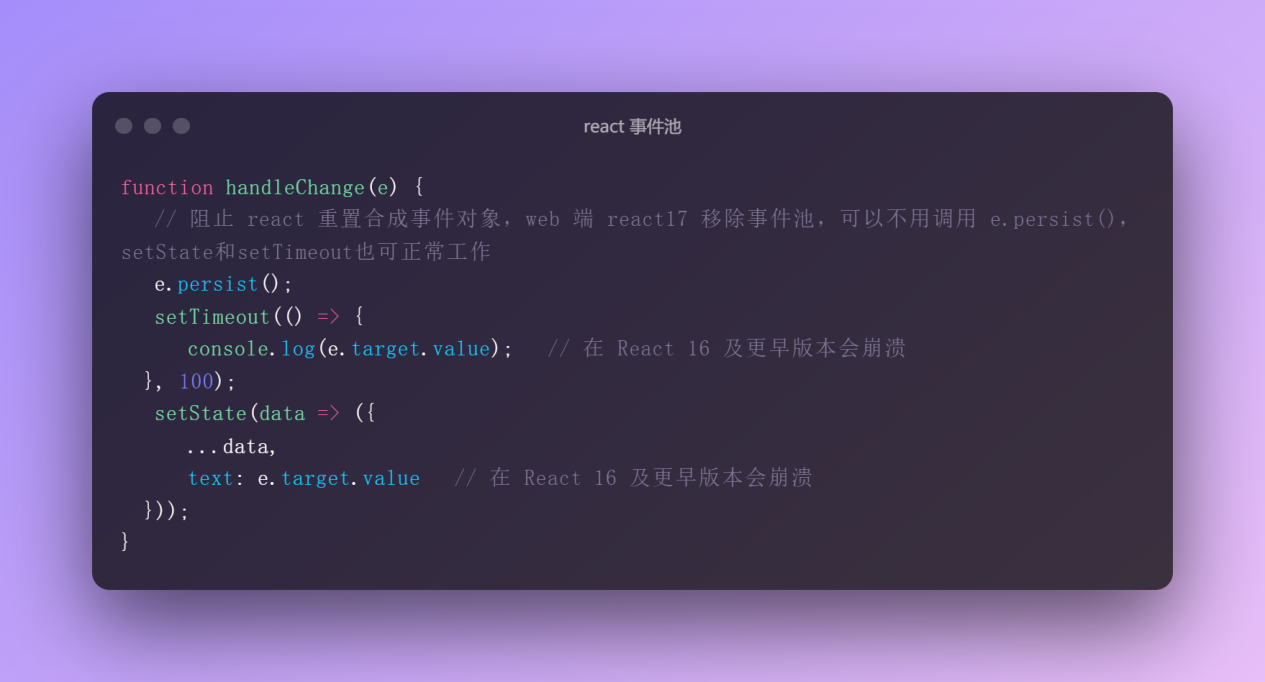 react 事件池
function handleChange(e) {
// 阻止 react 重置合成事件对象，web 端 react17 移除事件池，可以不用调用 e.persist()，
setState和setTimeout也可正常工作
e.persist();
setTimeout(() => {
console.log(e.target.value); // 在 React 16 及更早版本会崩溃
}, 100);
setState(data => ({
...data,
text: e.target.value // 在 React 16 及更早版本会崩溃
}));
}